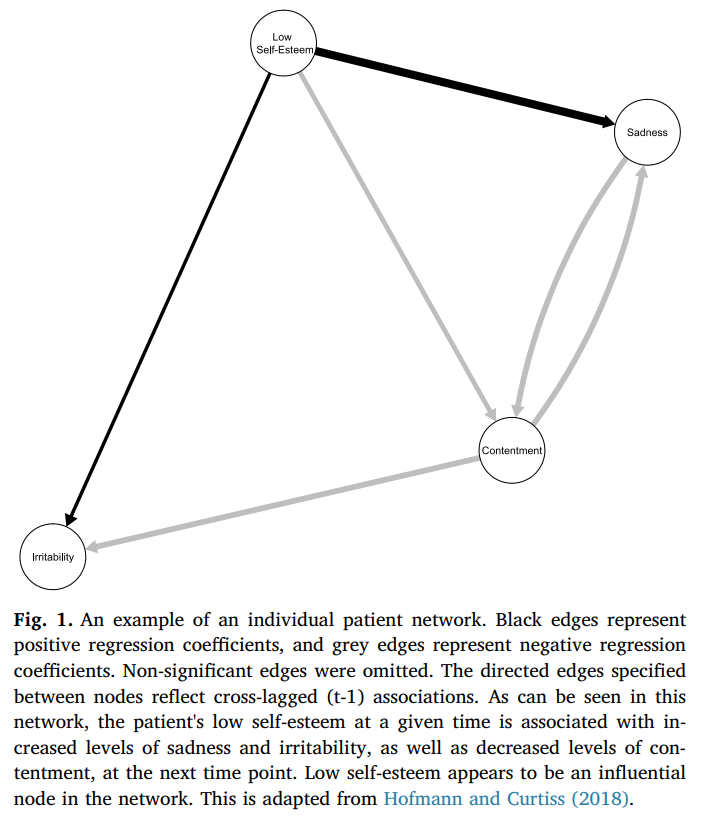 Low
Self-Esteem
Sadness
Contentment
Irritability
Fig. 1. An example of an individual patient network. Black edges represent
positive regression coefficients, and grey edges represent negative regression
coefficients. Non-significant edges were omitted. The directed edges specified
between nodes reflect cross-lagged (t-1) associations. As can be seen in this
network, the patient's low self-esteem at a given time is associated with in-
creased levels of sadness and irritability, as well as decreased levels of con-
tentment, at the next time point. Low self-esteem appears to be an influential
node in the network. This is adapted from Hofmann and Curtiss (2018).